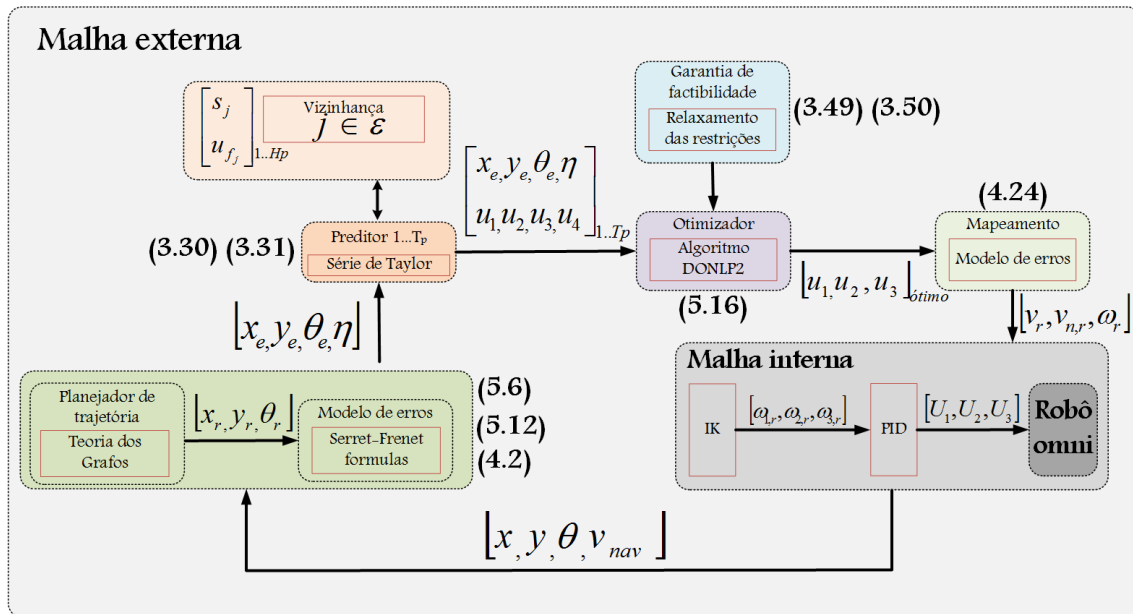 Malha externa
Garantia de
factibilidade
Relaxamento
das restrições
(3.49) (3.50)
s_j
u_{f_j}
1..Hp
Vizinhança
j ∈ ε
x_e, y_e, θ_e, η
u_1, u_2, u_3, u_4
1..Tp
(4.24)
(3.30) (3.31)
Preditor 1...Tₚ
Série de Taylor
Otimizador
Algoritmo
DONLP2
(5.16)
Mapeamento
Modelo de erros
⌊u_1, u_2, u_3⌋ótimo
⌊x_e, y_e, θ_e, η⌋
⌊v_r, v_{n,r}, ω_r⌋
Malha interna
Planejador de
trajetória
Teoria dos
Grafos
⌊x_r, y_r, θ_r⌋
Modelo de erros
Serret-Frenet
formulas
(5.6)
(5.12)
(4.2)
IK
[ω_{1,r}, ω_{2,r}, ω_{3,r}]
PID
[U_1, U_2, U_3]
Robô
omni
⌊x, y, θ, v_{nav}⌋